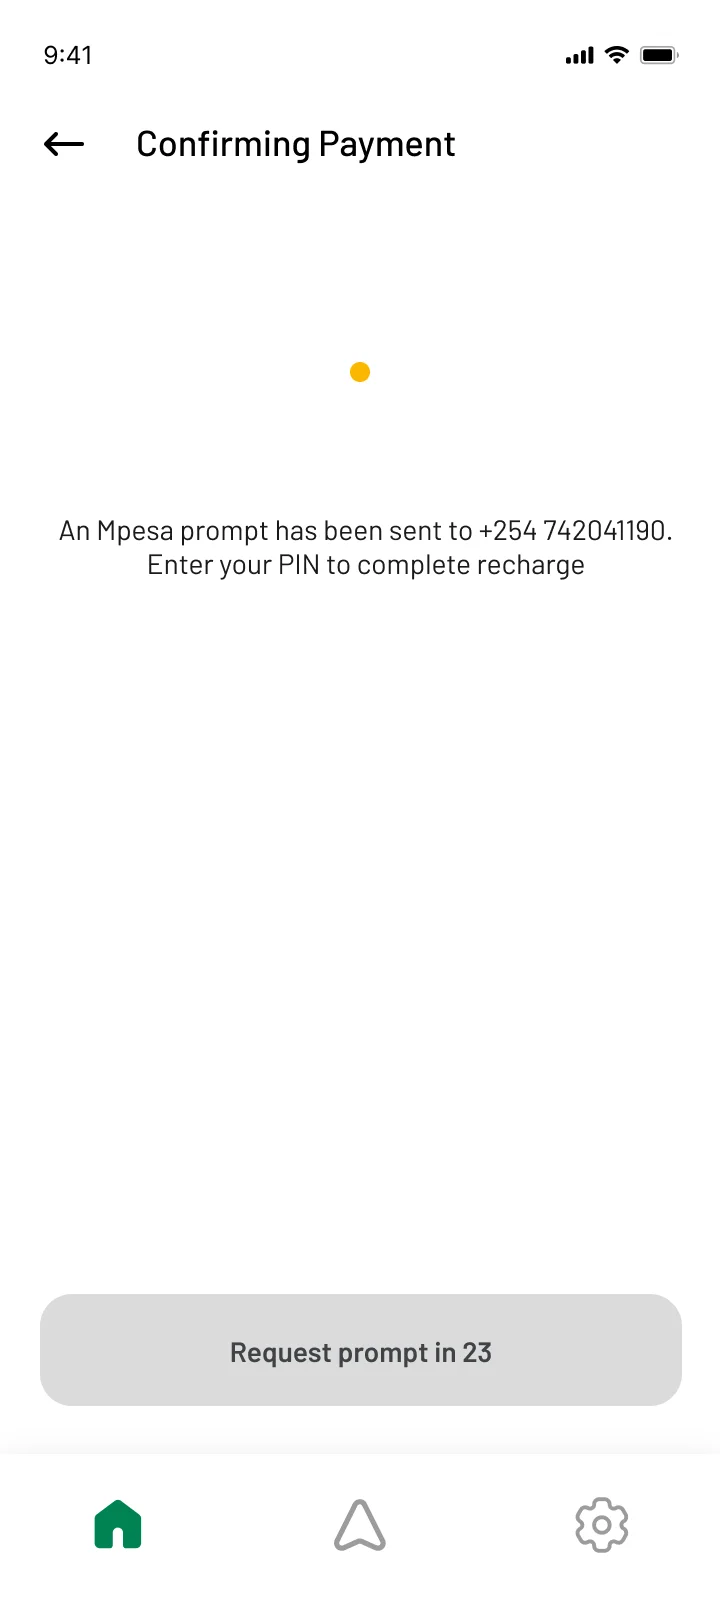 9:41
Confirming Payment
An Mpesa prompt has been sent to +254 742041190.
Enter your PIN to complete recharge
Request prompt in 23